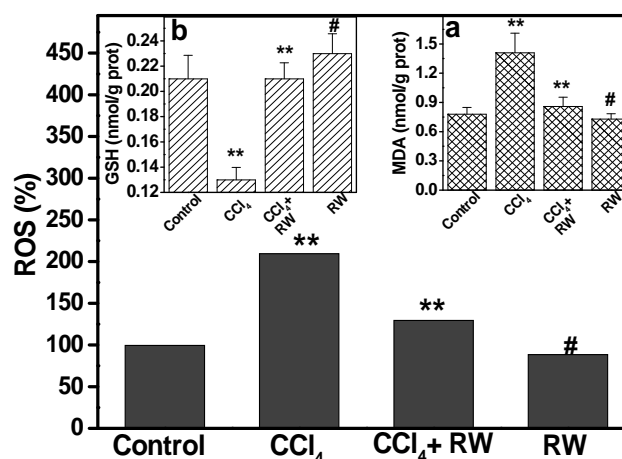 ROS (%)
450
400
350
300
250
200
150
100
50
0
**
**
#
Control
CCl₄
CCl₄+ RW
RW
b
GSH (nmol/g prot)
0.24
0.22
0.20
0.18
0.16
0.14
0.12
**
**
#
Control
CCl₄
CCl₄+
RW
RW
a
MDA (nmol/g prot)
1.5
1.2
0.9
0.6
0.3
0.0
**
**
#
Control
CCl₄
CCl₄+
RW
RW